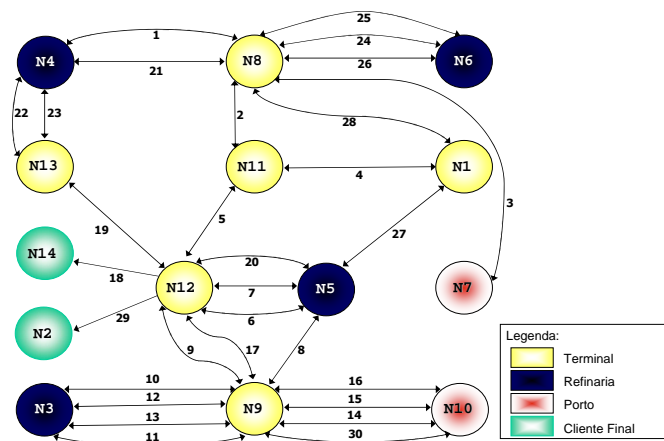 25
1
24
N4
N8
N6
21
26
22
23
2
28
N13
N11
N1
4
3
5
19
27
N14
20
18
N12
7
N5
N7
29
6
N2
9
17
8
Legenda:
Terminal
10
16
Refinaria
12
15
N3
N9
N10
Porto
13
14
11
30
Cliente Final